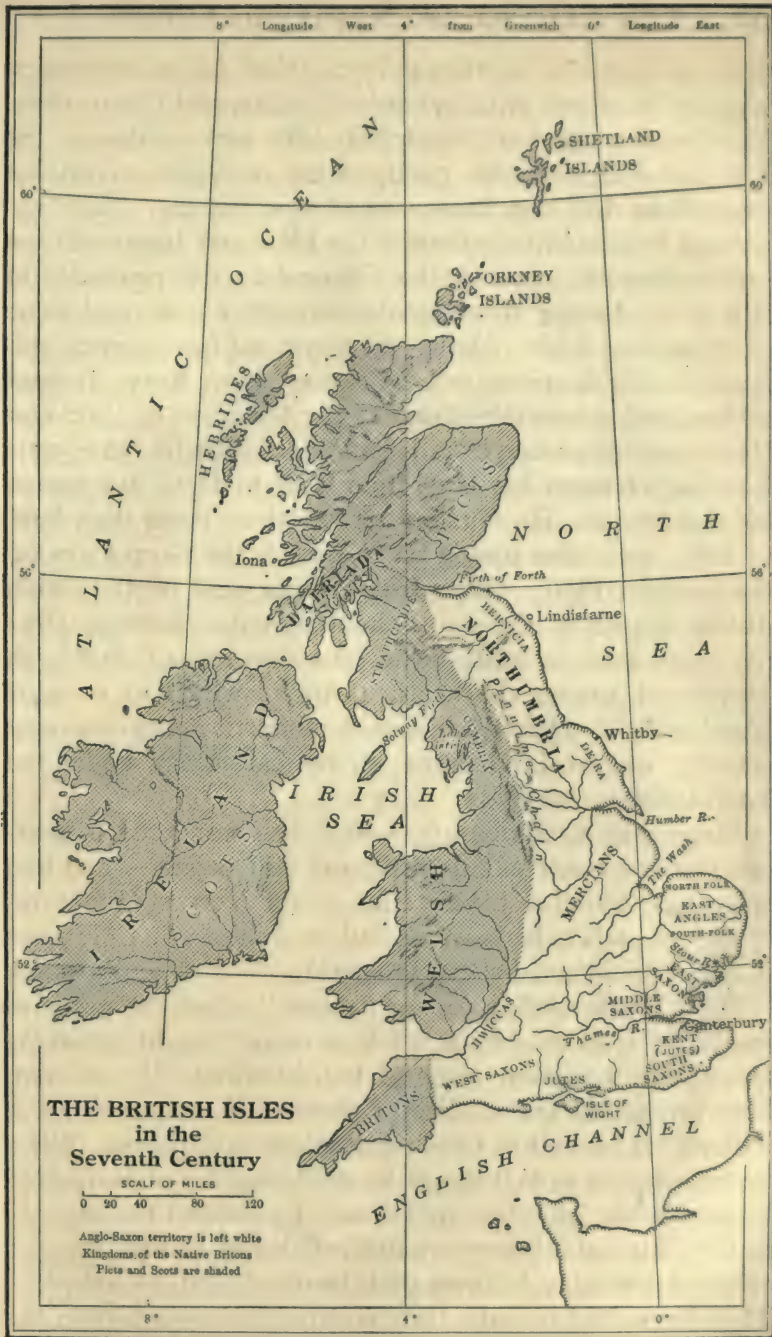 8° Longitude West 4° from Greenwich 0° Longitude East
SHETLAND
ISLANDS
60° 60°
ATLANTIC OCEAN
ORKNEY
ISLANDS
HEBRIDES
PICTS
NORTH
Iona
DALRIADA
56° Firth of Forth 56°
Lindisfarne
BERNICIA
STRATHCLYDE
NORTHUMBRIA
SEA
Pennine Chain
Solway Firth
CUMBRIA
District
Whitby
DEIRA
IRELAND
SCOTS
IRISH
SEA
Humber R.
The Wash
MERCIANS
NORTH FOLK
EAST
ANGLES
SOUTH-FOLK
WELSH
Stour R.
52° 52°
EAST
SAXONS
MIDDLE
SAXONS
HWICCAS
Thames R.
Canterbury
KENT
(JUTES)
SOUTH
SAXONS
WEST SAXONS
JUTES
ISLE OF
WIGHT
BRITONS
ENGLISH CHANNEL
THE BRITISH ISLES
in the
Seventh Century
SCALE OF MILES
0 20 40 80 120
Anglo-Saxon territory is left white
Kingdoms of the Native Britons
Picts and Scots are shaded
8° 4° 0°